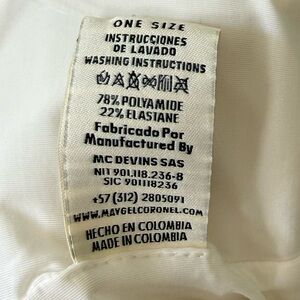 ONE SIZE
INSTRUCCIONES
DE LAVADO
WASHING INSTRUCTIONS
78% POLYAMIDE
22% ELASTANE
Fabricado Por
Manufactured By
MC DEVINS SAS
NIT 901.118.236-8
SIC 901118236
+57 (312) 2805091
WWW.MAYGELCORONEL.COM
HECHO EN COLOMBIA
MADE IN COLOMBIA